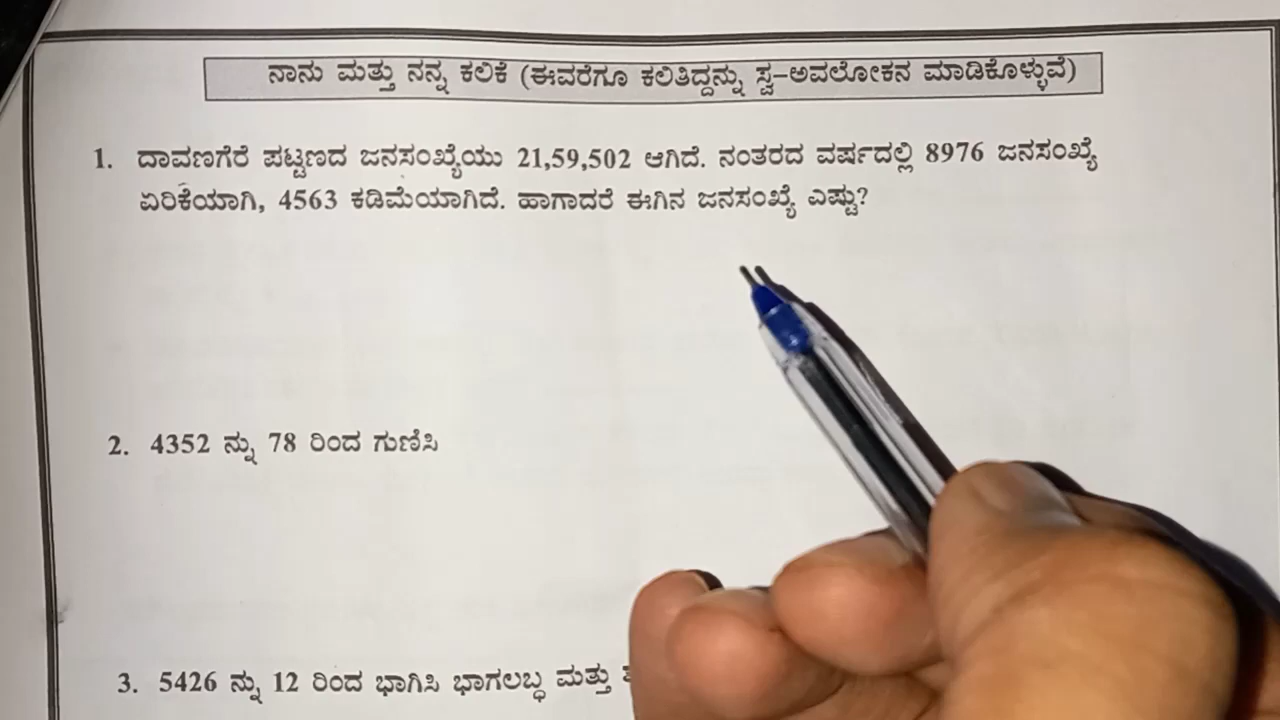 ನಾನು ಮತ್ತು ನನ್ನ ಕಲಿಕೆ (ಈವರೆಗೂ ಕಲಿತಿದ್ದನ್ನು ಸ್ವ-ಅವಲೋಕನ ಮಾಡಿಕೊಳ್ಳುವೆ)
1. ದಾವಣಗೆರೆ ಪಟ್ಟಣದ ಜನಸಂಖ್ಯೆಯು 21,59,502 ಆಗಿದೆ. ನಂತರದ ವರ್ಷದಲ್ಲಿ 8976 ಜನಸಂಖ್ಯೆ
ಏರಿಕೆಯಾಗಿ, 4563 ಕಡಿಮೆಯಾಗಿದೆ. ಹಾಗಾದರೆ ಈಗಿನ ಜನಸಂಖ್ಯೆ ಎಷ್ಟು?
2. 4352 ನ್ನು 78 ರಿಂದ ಗುಣಿಸಿ
3. 5426 ನ್ನು 12 ರಿಂದ ಭಾಗಿಸಿ ಭಾಗಲಬ್ಧ ಮತ್ತು